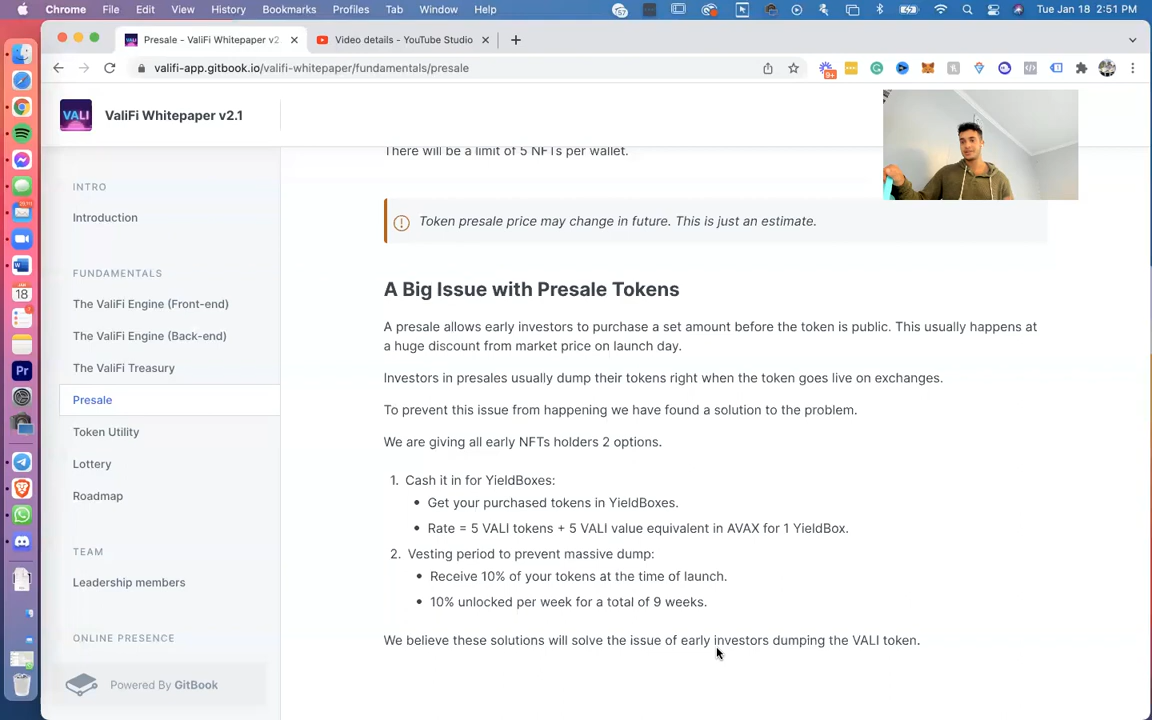 Chrome File Edit View History Bookmarks Profiles Tab Window Help Tue Jan 18 2:51 PM
Presale - ValiFi Whitepaper v2. Video details - YouTube Studio
valifi-app.gitbook.io/valifi-whitepaper/fundamentals/presale
VALI ValiFi Whitepaper v2.1
There will be a limit of 5 NFTs per wallet.
INTRO
Introduction
FUNDAMENTALS
The ValiFi Engine (Front-end)
The ValiFi Engine (Back-end)
The ValiFi Treasury
Presale
Token Utility
Lottery
Roadmap
TEAM
Leadership members
ONLINE PRESENCE
Powered By GitBook
Token presale price may change in future. This is just an estimate.
A Big Issue with Presale Tokens
A presale allows early investors to purchase a set amount before the token is public. This usually happens at
a huge discount from market price on launch day.
Investors in presales usually dump their tokens right when the token goes live on exchanges.
To prevent this issue from happening we have found a solution to the problem.
We are giving all early NFTs holders 2 options.
1. Cash it in for YieldBoxes:
• Get your purchased tokens in YieldBoxes.
• Rate = 5 VALI tokens + 5 VALI value equivalent in AVAX for 1 YieldBox.
2. Vesting period to prevent massive dump:
• Receive 10% of your tokens at the time of launch.
• 10% unlocked per week for a total of 9 weeks.
We believe these solutions will solve the issue of early investors dumping the VALI token.